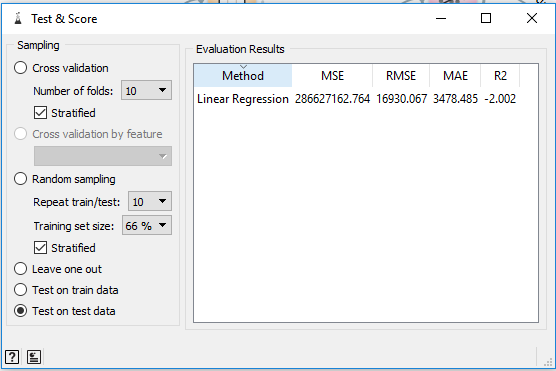 Test & Score
Sampling
Cross validation
Number of folds: 10
Stratified
Cross validation by feature
Random sampling
Repeat train/test: 10
Training set size: 66 %
Stratified
Leave one out
Test on train data
Test on test data
Evaluation Results
Method MSE RMSE MAE R2
Linear Regression 286627162.764 16930.067 3478.485 -2.002
?